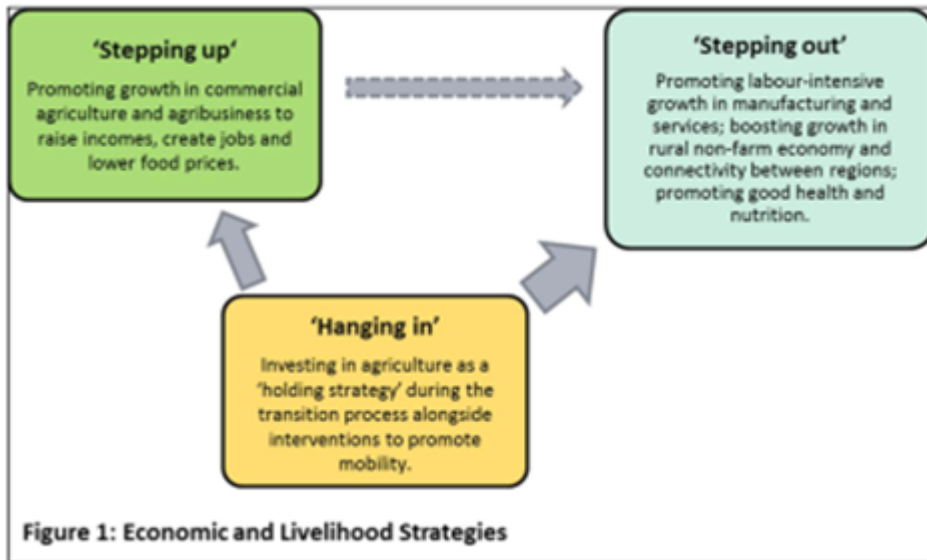 ‘Stepping up‘
Promoting growth in commercial
agriculture and agribusiness to
raise incomes, create jobs and
lower food prices.
‘Stepping out’
Promoting labour-intensive
growth in manufacturing and
services; boosting growth in
rural non-farm economy and
connectivity between regions;
promoting good health and
nutrition.
‘Hanging in’
Investing in agriculture as a
‘holding strategy’ during the
transition process alongside
interventions to promote
mobility.
Figure 1: Economic and Livelihood Strategies